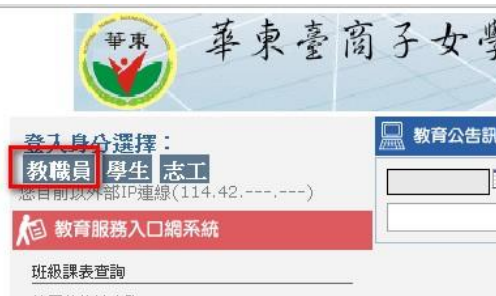 華東
華東臺商子女學
教育公告訊
登入身分選擇：
教職員 學生 志工
您目前以外部IP連線(114.42.---.---)
教育服務入口網系統
班級課表查詢